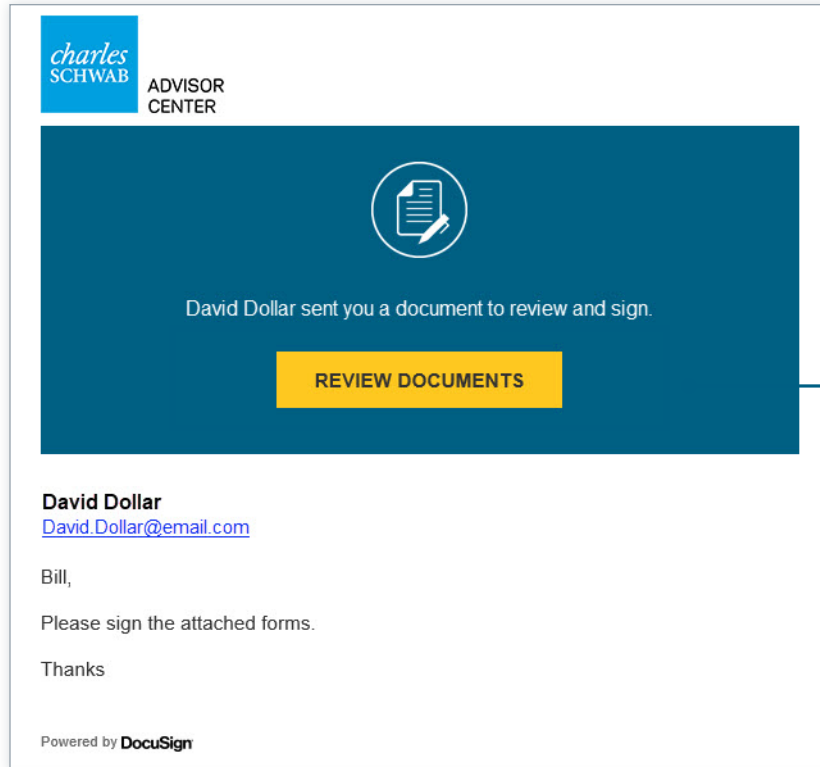 charles
SCHWAB
ADVISOR
CENTER
David Dollar sent you a document to review and sign.
REVIEW DOCUMENTS
David Dollar
David.Dollar@email.com
Bill,
Please sign the attached forms.
Thanks
Powered by DocuSign